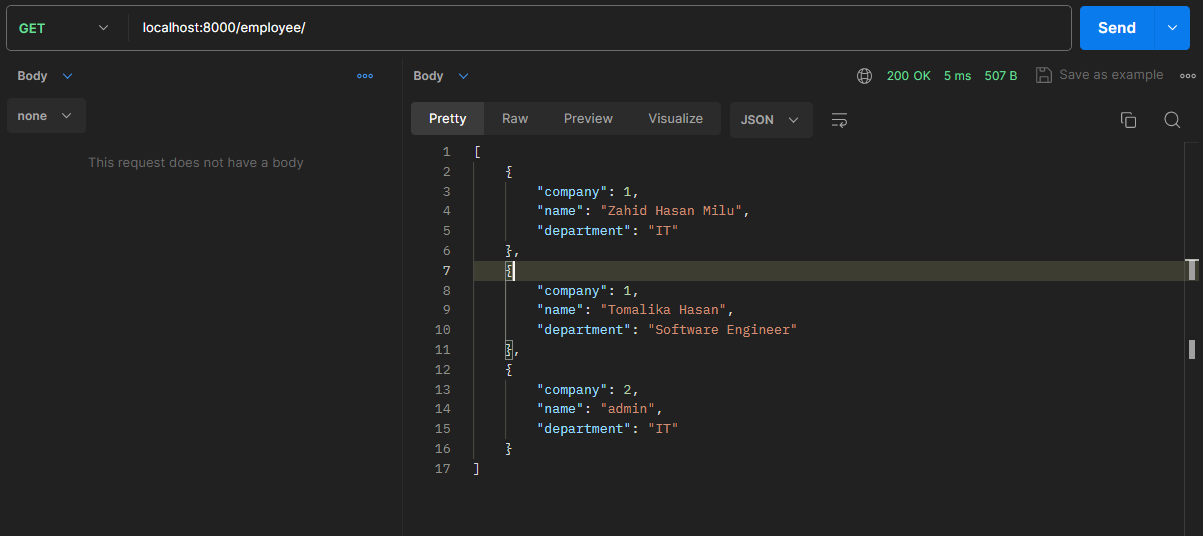 GET localhost:8000/employee/ Send
Body Body 200 OK 5 ms 507 B Save as example
none
Pretty Raw Preview Visualize JSON
This request does not have a body
1 [
2 {
3 "company": 1,
4 "name": "Zahid Hasan Milu",
5 "department": "IT"
6 },
7 {
8 "company": 1,
9 "name": "Tomalika Hasan",
10 "department": "Software Engineer"
11 },
12 {
13 "company": 2,
14 "name": "admin",
15 "department": "IT"
16 }
17 ]